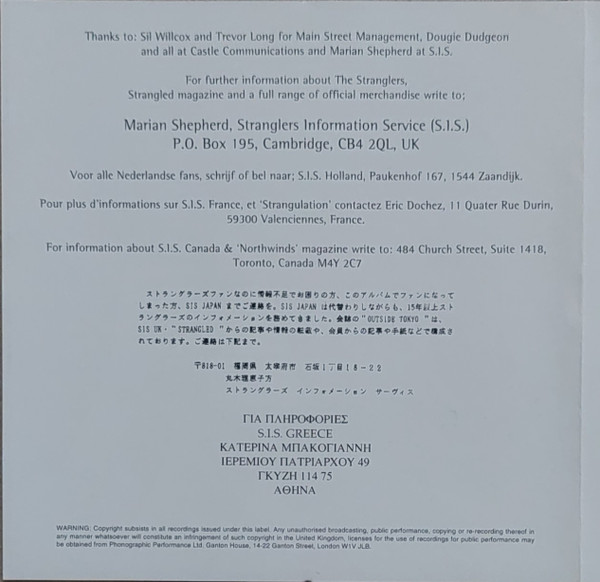 Thanks to: Sil Willcox and Trevor Long for Main Street Management, Dougie Dudgeon
and all at Castle Communications and Marian Shepherd at S.I.S.
For further information about The Stranglers,
Strangled magazine and a full range of official merchandise write to;
Marian Shepherd, Stranglers Information Service (S.I.S.)
P.O. Box 195, Cambridge, CB4 2QL, UK
Voor alle Nederlandse fans, schrijf of bel naar; S.I.S. Holland, Paukenhof 167, 1544 Zaandijk.
Pour plus d'informations sur S.I.S. France, et 'Strangulation' contactez Eric Dochez, 11 Quater Rue Durin,
59300 Valenciennes, France.
For information about S.I.S. Canada & 'Northwinds' magazine write to: 484 Church Street, Suite 1418,
Toronto, Canada M4Y 2C7
ストラングラーズファンなのに情報不足でお困りの方、このアルバムでファンになって
しまった方、SIS JAPAN までご連絡を。SIS JAPAN は代替わりしながらも、15年以上スト
ラングラーズのインフォメーションを務めてきました。会誌の"OUTSIDE TOKYO"は、
SIS UK・"STRANGLED"からの記事や情報の転載や、会員からの記事や手紙などで構成さ
れております。ご連絡は下記まで。
〒818-01 福岡県 太宰府市 石坂1丁目18-22
丸木雅恵子方
ストラングラーズ インフォメーション サーヴィス
ΓΙΑ ΠΛΗΡΟΦΟΡΙΕΣ
S.I.S. GREECE
ΚΑΤΕΡΙΝΑ ΜΠΑΚΟΓΙΑΝΝΗ
ΙΕΡΕΜΙΟΥ ΠΑΤΡΙΑΡΧΟΥ 49
ΓΚΥΖΗ 114 75
ΑΘΗΝΑ
WARNING: Copyright subsists in all recordings issued under this label. Any unauthorised broadcasting, public performance, copying or re-recording thereof in
any manner whatsoever will constitute an infringement of such copyright in the United Kingdom, licenses for the use of recordings for public performance may
be obtained from Phonographic Performance Ltd. Ganton House, 14-22 Ganton Street, London W1V JLB.